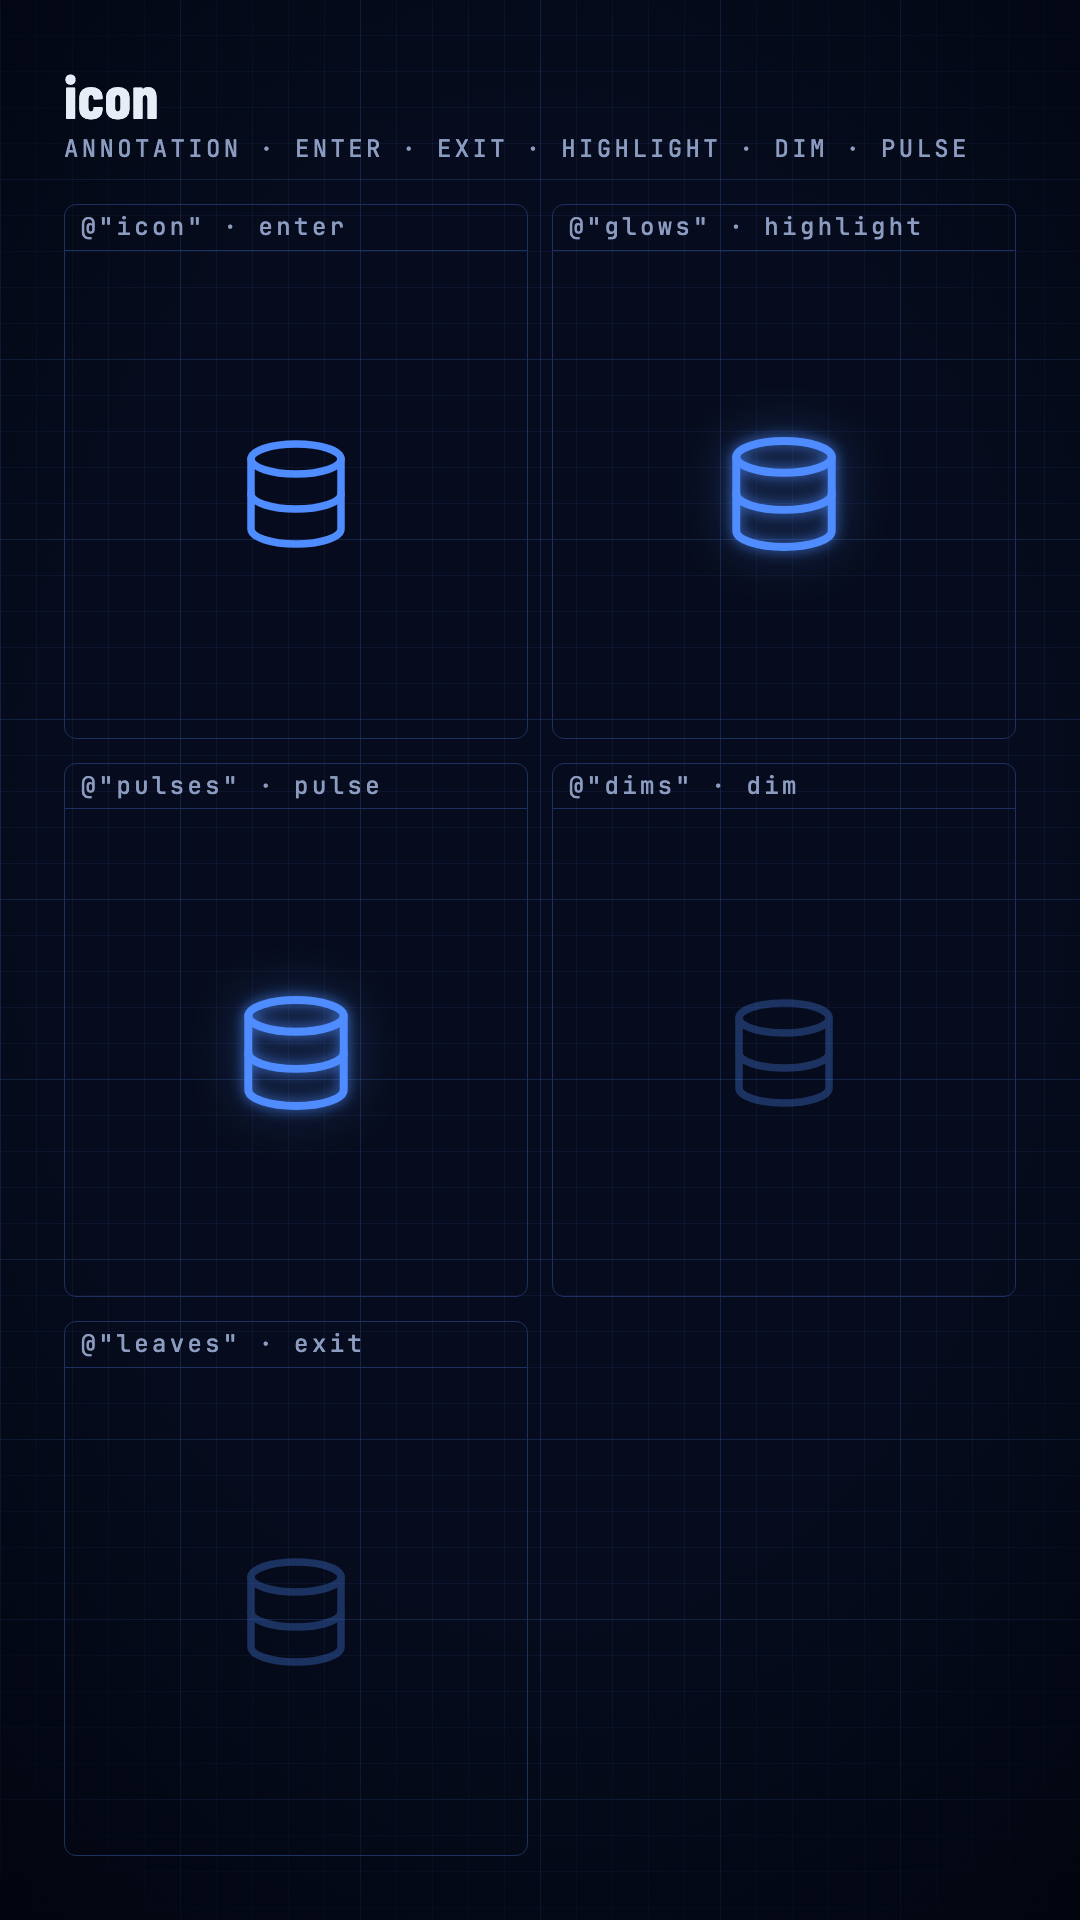 icon
ANNOTATION · ENTER · EXIT · HIGHLIGHT · DIM · PULSE
@"icon" · enter
@"glows" · highlight
@"pulses" · pulse
@"dims" · dim
@"leaves" · exit